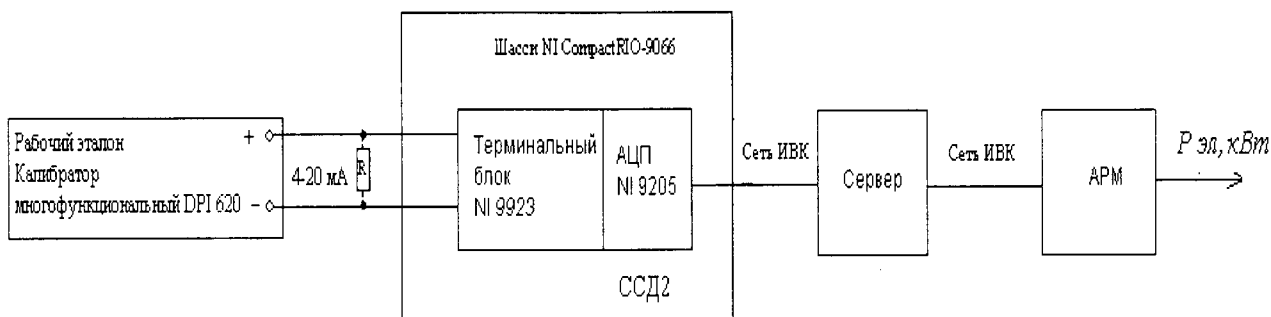 Шасси NI CompactRIO-9066
Рабочий эталон
Калибратор
многофункциональный DPI 620
+
−
4-20 мА
R
Терминальный
блок
NI 9923
АЦП
NI 9205
ССД2
Сеть ИВК
Сервер
Сеть ИВК
АРМ
Р эл, кВт